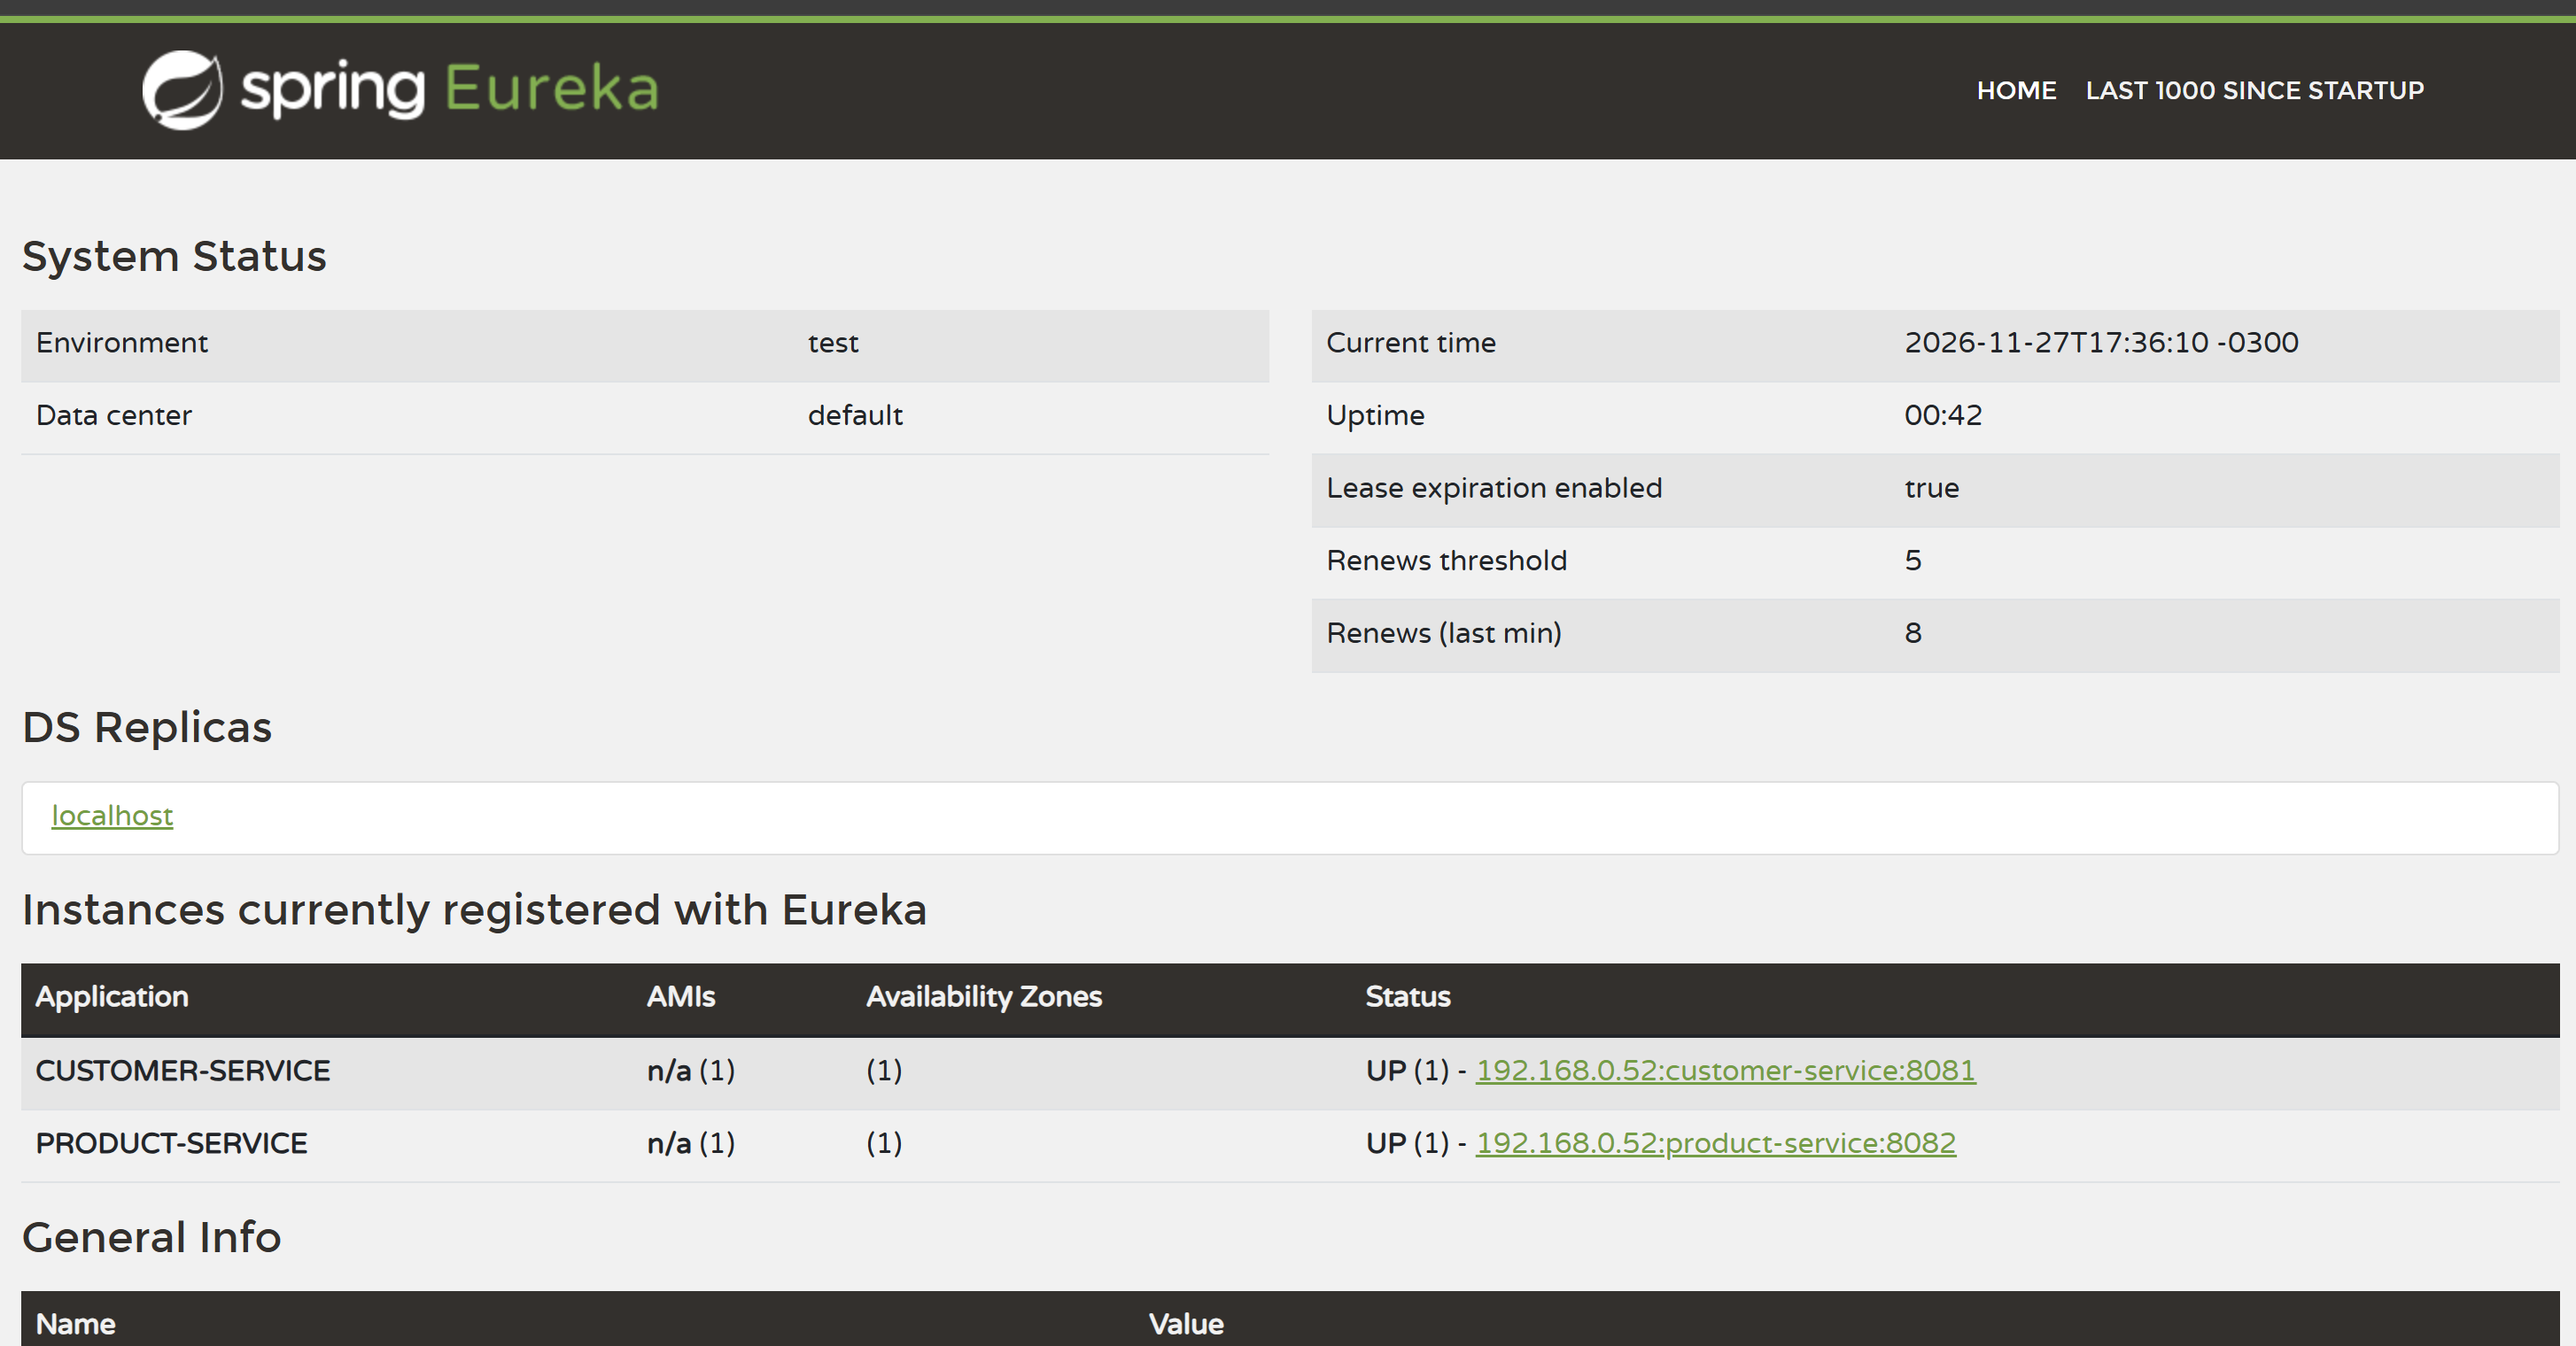 spring Eureka
HOME LAST 1000 SINCE STARTUP
System Status
Environment test
Data center default
Current time 2026-11-27T17:36:10 -0300
Uptime 00:42
Lease expiration enabled true
Renews threshold 5
Renews (last min) 8
DS Replicas
localhost
Instances currently registered with Eureka
Application AMIs Availability Zones Status
CUSTOMER-SERVICE n/a (1) (1) UP (1) - 192.168.0.52:customer-service:8081
PRODUCT-SERVICE n/a (1) (1) UP (1) - 192.168.0.52:product-service:8082
General Info
Name Value